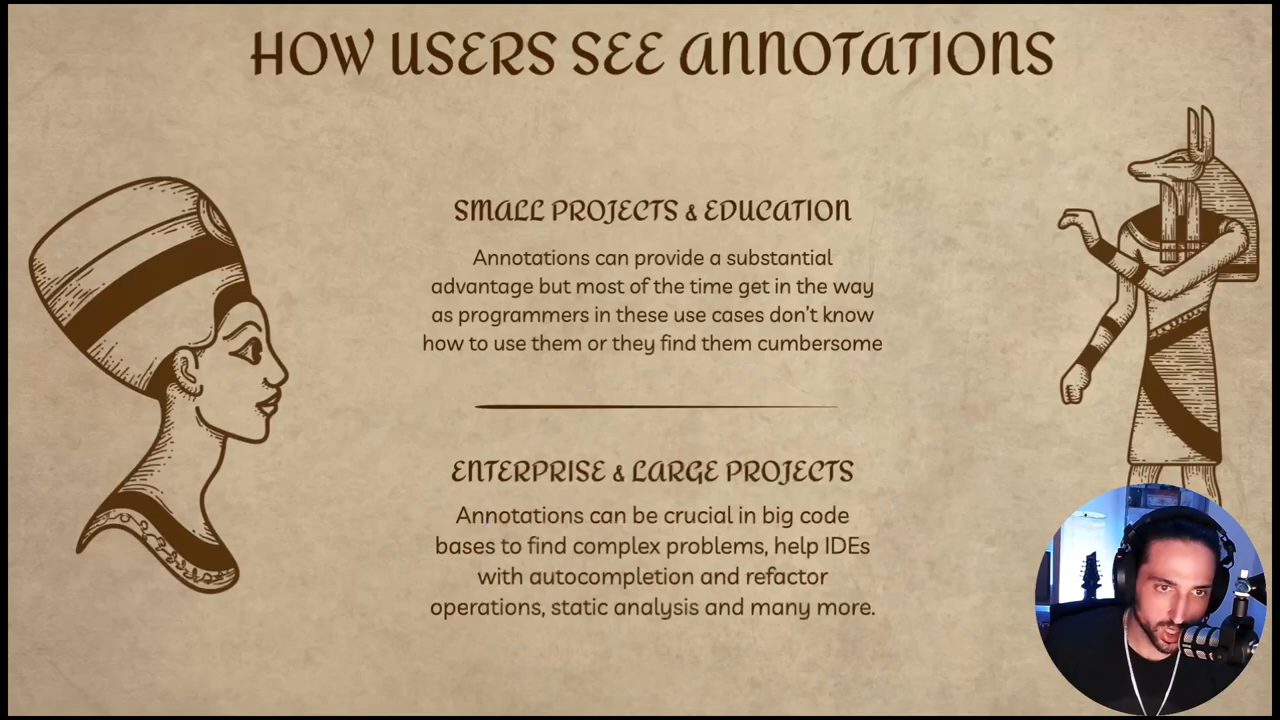 HOW USERS SEE ANNOTATIONS
SMALL PROJECTS & EDUCATION
Annotations can provide a substantial
advantage but most of the time get in the way
as programmers in these use cases don't know
how to use them or they find them cumbersome
ENTERPRISE & LARGE PROJECTS
Annotations can be crucial in big code
bases to find complex problems, help IDEs
with autocompletion and refactor
operations, static analysis and many more.